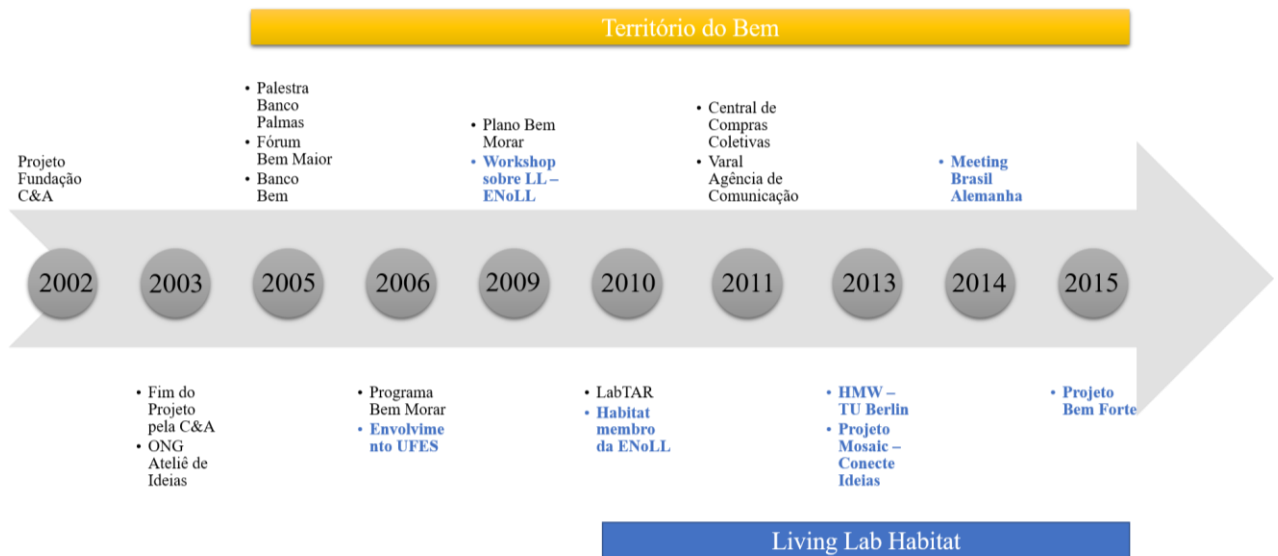 Território do Bem
Projeto
Fundação
C&A
• Palestra
Banco
Palmas
• Fórum
Bem Maior
• Banco
Bem
• Plano Bem
Morar
• Workshop
sobre LL –
ENoLL
• Central de
Compras
Coletivas
• Varal
Agência de
Comunicação
• Meeting
Brasil
Alemanha
2002
2003
2005
2006
2009
2010
2011
2013
2014
2015
• Fim do
Projeto
pela C&A
• ONG
Ateliê de
Ideias
• Programa
Bem Morar
• Envolvime
nto UFES
• LabTAR
• Habitat
membro
da ENoLL
• HMW –
TU Berlin
• Projeto
Mosaic –
Conecte
Ideias
• Projeto
Bem Forte
Living Lab Habitat